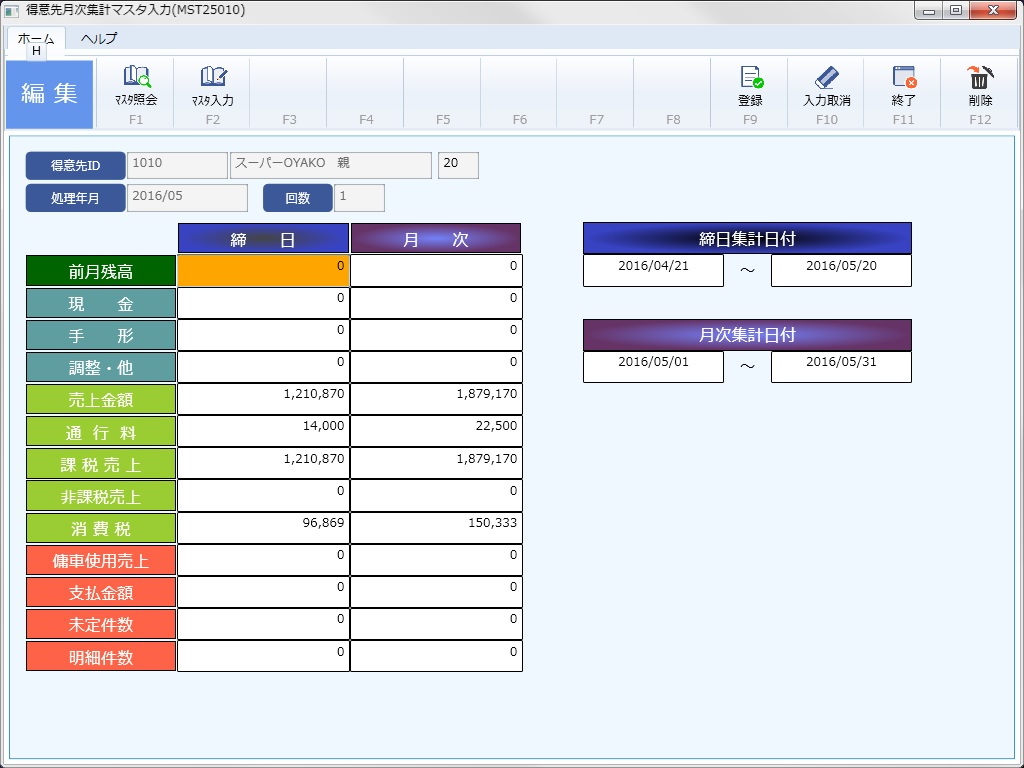 得意先月次集計マスタ入力(MST25010)
ホーム ヘルプ
H
編 集
ﾏｽﾀ照会 ﾏｽﾀ入力 登録 入力取消 終了 削除
F1 F2 F3 F4 F5 F6 F7 F8 F9 F10 F11 F12
得意先ID 1010 スーパーOYAKO 親 20
処理年月 2016/05 回数 1
締 日 月 次 締日集計日付
前月残高 0 0 2016/04/21 ～ 2016/05/20
現 金 0 0
手 形 0 0 月次集計日付
調整・他 0 0 2016/05/01 ～ 2016/05/31
売上金額 1,210,870 1,879,170
通 行 料 14,000 22,500
課 税 売 上 1,210,870 1,879,170
非課税売上 0 0
消 費 税 96,869 150,333
傭車使用売上 0 0
支払金額 0 0
未定件数 0 0
明細件数 0 0